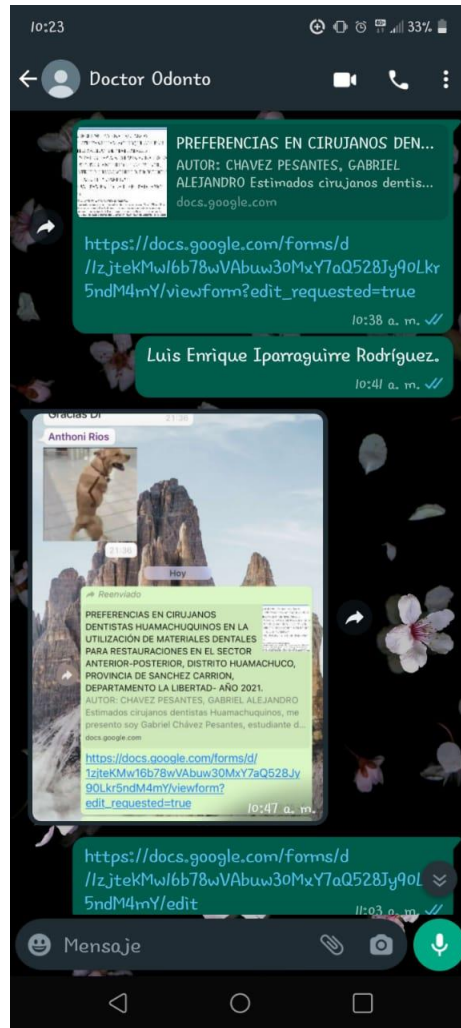 10:23
33%
Doctor Odonto
PREFERENCIAS EN CIRUJANOS DEN...
AUTOR: CHAVEZ PESANTES, GABRIEL
ALEJANDRO Estimados cirujanos dentis...
docs.google.com
https://docs.google.com/forms/d
/1zjteKMw16b78wVAbuw30MxY7aQ528Jy90Lkr
5ndM4mY/viewform?edit_requested=true
10:38 a. m.
Luis Enrique Iparraguirre Rodríguez.
10:41 a. m.
Gracias Dr
21:36
Anthoni Rios
21:36
Hoy
Reenviado
PREFERENCIAS EN CIRUJANOS
DENTISTAS HUAMACHUQUINOS EN LA
UTILIZACIÓN DE MATERIALES DENTALES
PARA RESTAURACIONES EN EL SECTOR
ANTERIOR-POSTERIOR, DISTRITO HUAMACHUCO,
PROVINCIA DE SANCHEZ CARRION,
DEPARTAMENTO LA LIBERTAD- AÑO 2021.
AUTOR: CHAVEZ PESANTES, GABRIEL ALEJANDRO
Estimados cirujanos dentistas Huamachuquinos, me
presento soy Gabriel Chávez Pesantes, estudiante d...
docs.google.com
https://docs.google.com/forms/d/
1zjteKMw16b78wVAbuw30MxY7aQ528Jy
90Lkr5ndM4mY/viewform?
edit_requested=true
10:47 a. m.
https://docs.google.com/forms/d
/1zjteKMw16b78wVAbuw30MxY7aQ528Jy90L
5ndM4mY/edit
11:03 a. m.
Mensaje